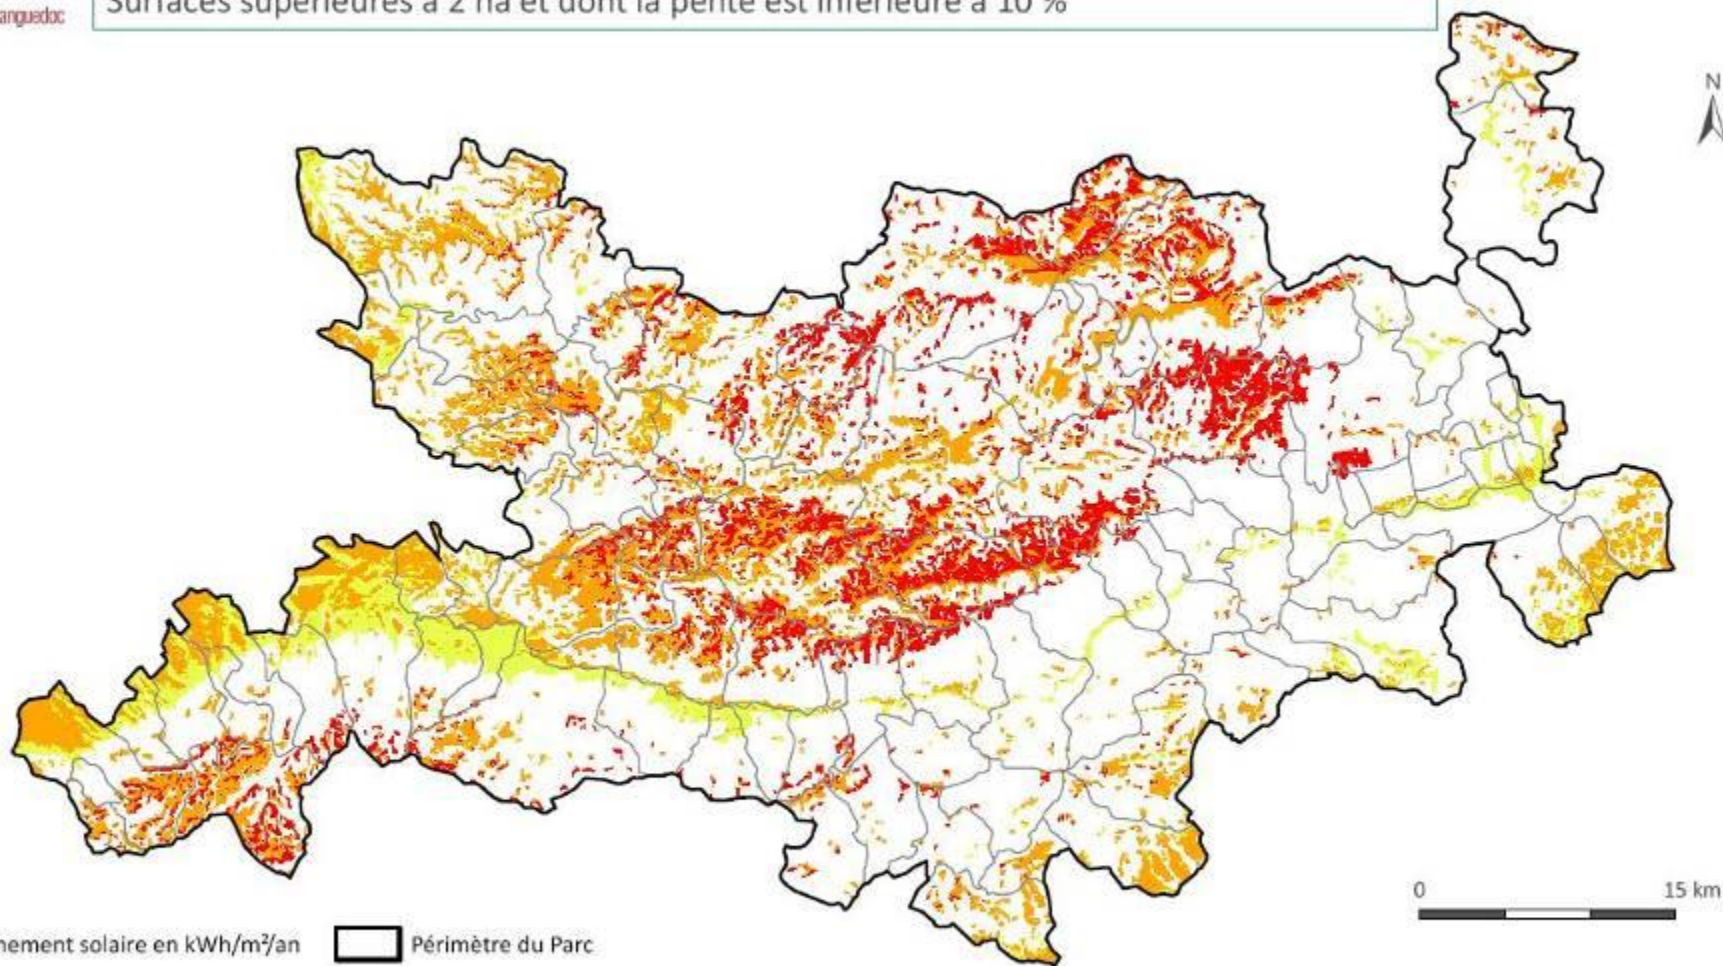 Surfaces supérieures à 2 ha et dont la pente est inférieure à 10 %
anguedoc
N
0 15 km
nement solaire en kWh/m²/an
Périmètre du Parc